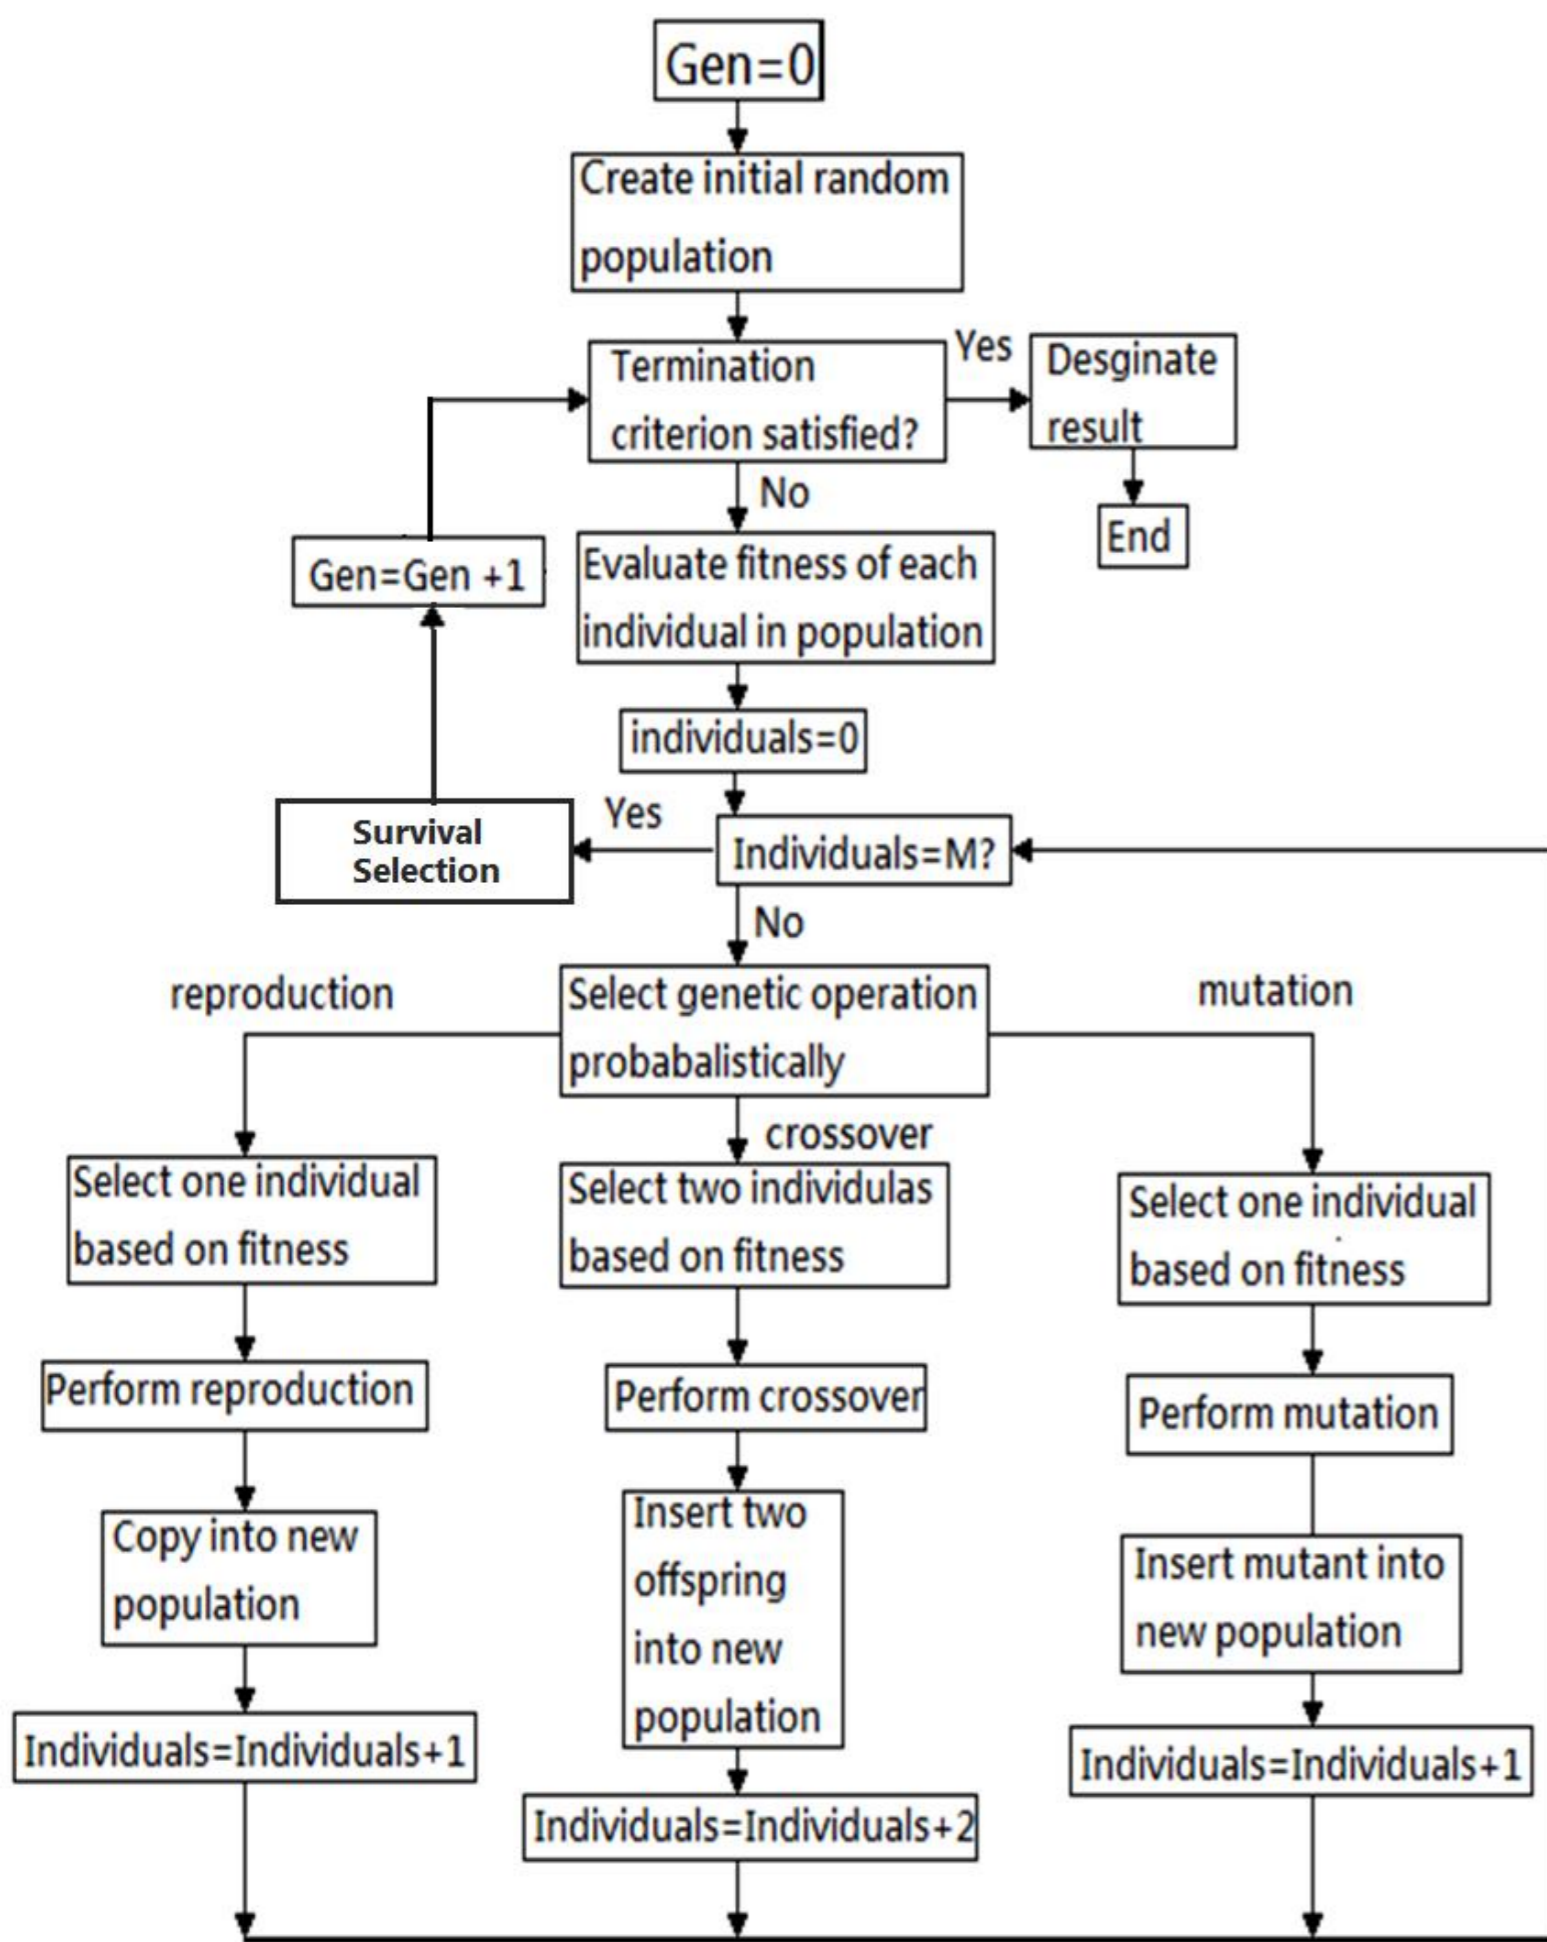 Gen=0
Create initial random
population
Termination
criterion satisfied?
Yes
Desginate
result
No
End
Gen=Gen +1
Evaluate fitness of each
individual in population
individuals=0
Survival
Selection
Yes
Individuals=M?
No
reproduction
Select genetic operation
probabalistically
mutation
crossover
Select one individual
based on fitness
Select two individulas
based on fitness
Select one individual
based on fitness
Perform reproduction
Perform crossover
Perform mutation
Copy into new
population
Insert two
offspring
into new
population
Insert mutant into
new population
Individuals=Individuals+1
Individuals=Individuals+2
Individuals=Individuals+1